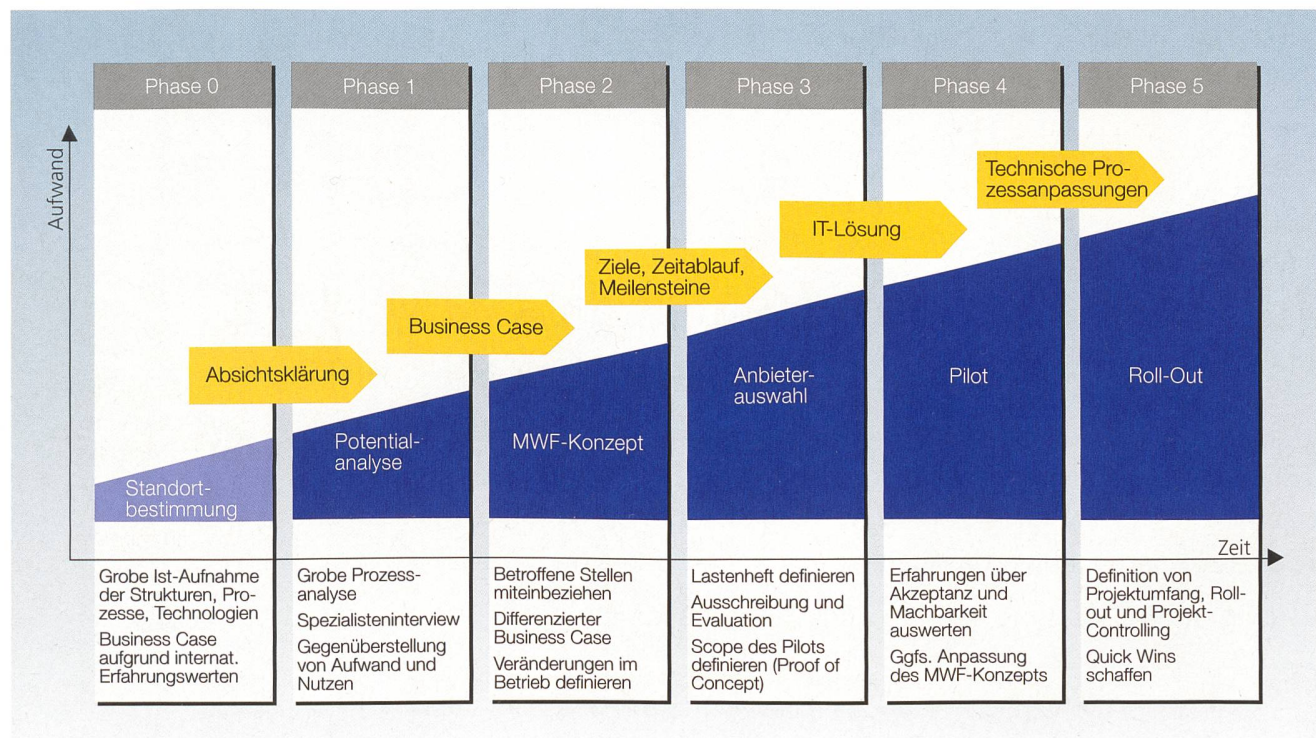 Phase 0
Phase 1
Phase 2
Phase 3
Phase 4
Phase 5
Aufwand
Technische Pro-
zessanpassungen
IT-Lösung
Ziele, Zeitablauf,
Meilensteine
Business Case
Absichtsklärung
Standort-
bestimmung
Potential-
analyse
MWF-Konzept
Anbieter-
auswahl
Pilot
Roll-Out
Zeit
Grobe Ist-Aufnahme
der Strukturen, Pro-
zesse, Technologien
Business Case
aufgrund internat.
Erfahrungswerten
Grobe Prozess-
analyse
Spezialisteninterview
Gegenüberstellung
von Aufwand und
Nutzen
Betroffene Stellen
miteinbeziehen
Differenzierter
Business Case
Veränderungen im
Betrieb definieren
Lastenheft definieren
Ausschreibung und
Evaluation
Scope des Pilots
definieren (Proof of
Concept)
Erfahrungen über
Akzeptanz und
Machbarkeit
auswerten
Ggfs. Anpassung
des MWF-Konzepts
Definition von
Projektumfang, Roll-
out und Projekt-
Controlling
Quick Wins
schaffen